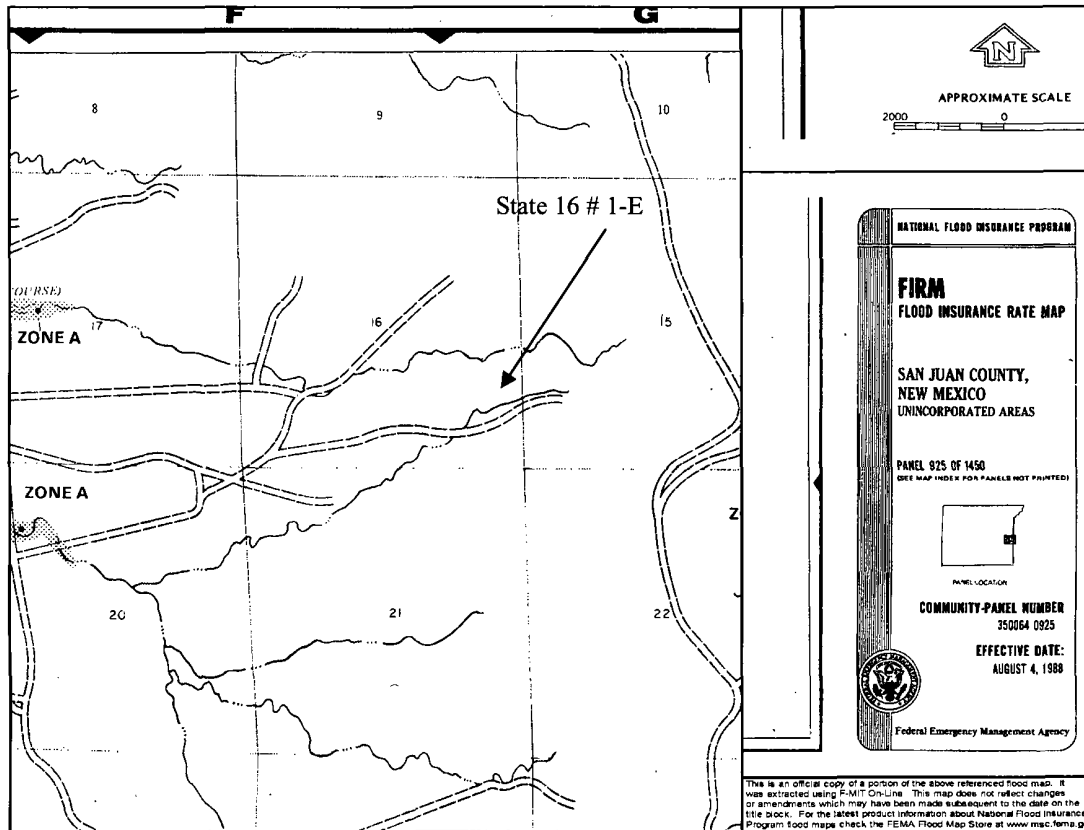 F
G
8
9
10
State 16 # 1-E
17
ZONE A
16
15
ZONE A
20
21
22
Z
N
APPROXIMATE SCALE
2000
0
NATIONAL FLOOD INSURANCE PROGRAM
FIRM
FLOOD INSURANCE RATE MAP
SAN JUAN COUNTY,
NEW MEXICO
UNINCORPORATED AREAS
PANEL 925 OF 1450
(SEE MAP INDEX FOR PANELS NOT PRINTED)
PANEL LOCATION
COMMUNITY-PANEL NUMBER
350064 0925
EFFECTIVE DATE:
AUGUST 4, 1988
Federal Emergency Management Agency
This is an official copy of a portion of the above referenced flood map. It
was extracted using F-MIT On-Line. This map does not reflect changes
or amendments which may have been made subsequent to the date on the
title block. For the latest product information about National Flood Insurance
Program flood maps check the FEMA Flood Map Store at www.msc.fema.g